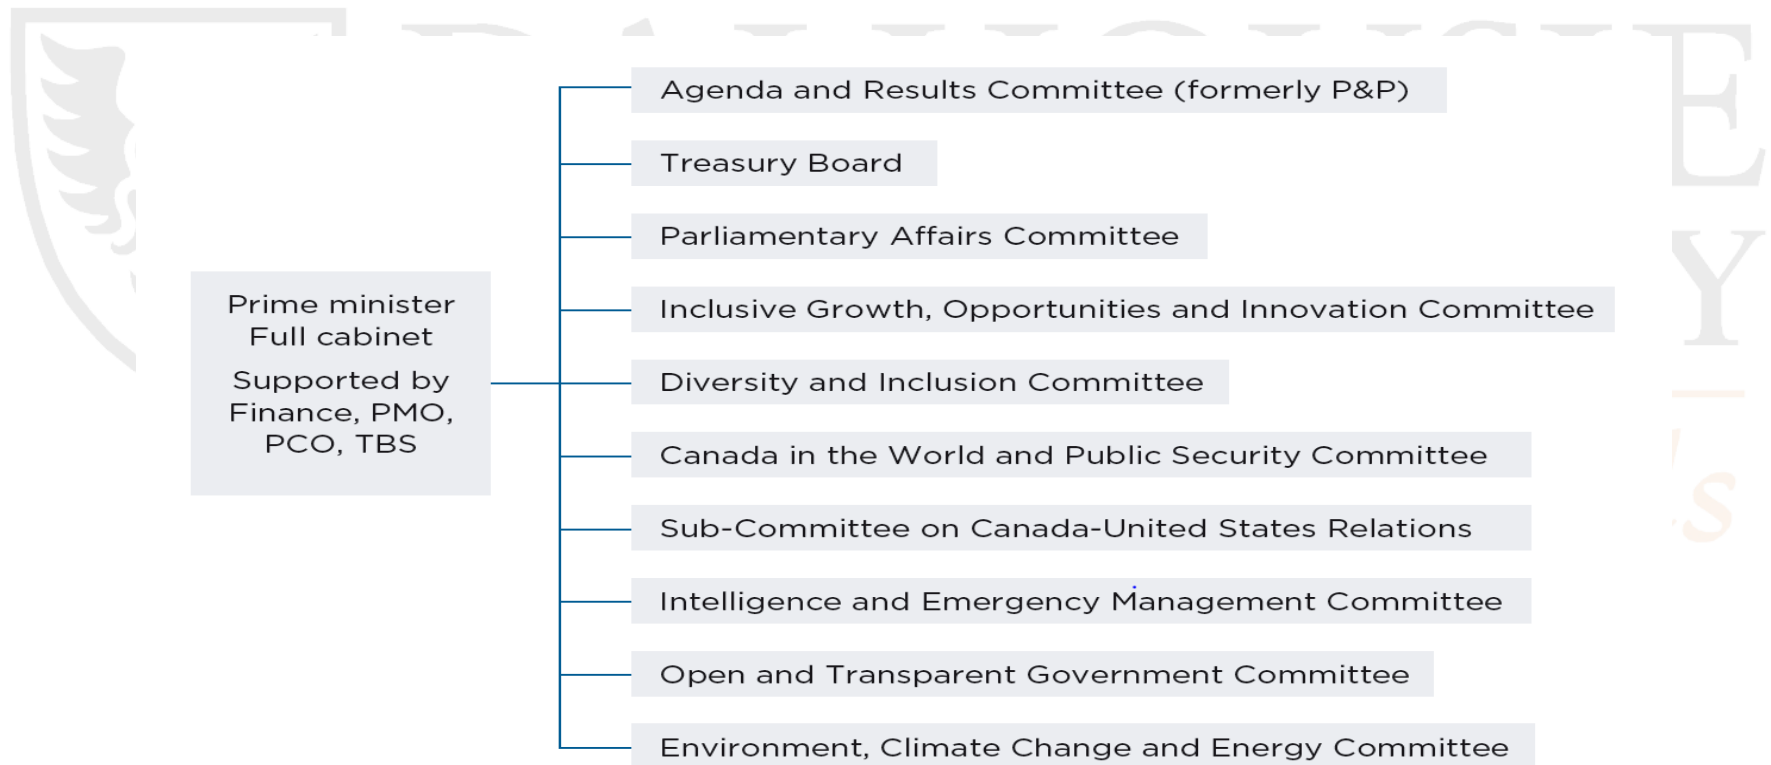 Prime minister
Full cabinet
Supported by
Finance, PMO,
PCO, TBS
Agenda and Results Committee (formerly P&P)
Treasury Board
Parliamentary Affairs Committee
Inclusive Growth, Opportunities and Innovation Committee
Diversity and Inclusion Committee
Canada in the World and Public Security Committee
Sub-Committee on Canada-United States Relations
Intelligence and Emergency Management Committee
Open and Transparent Government Committee
Environment, Climate Change and Energy Committee